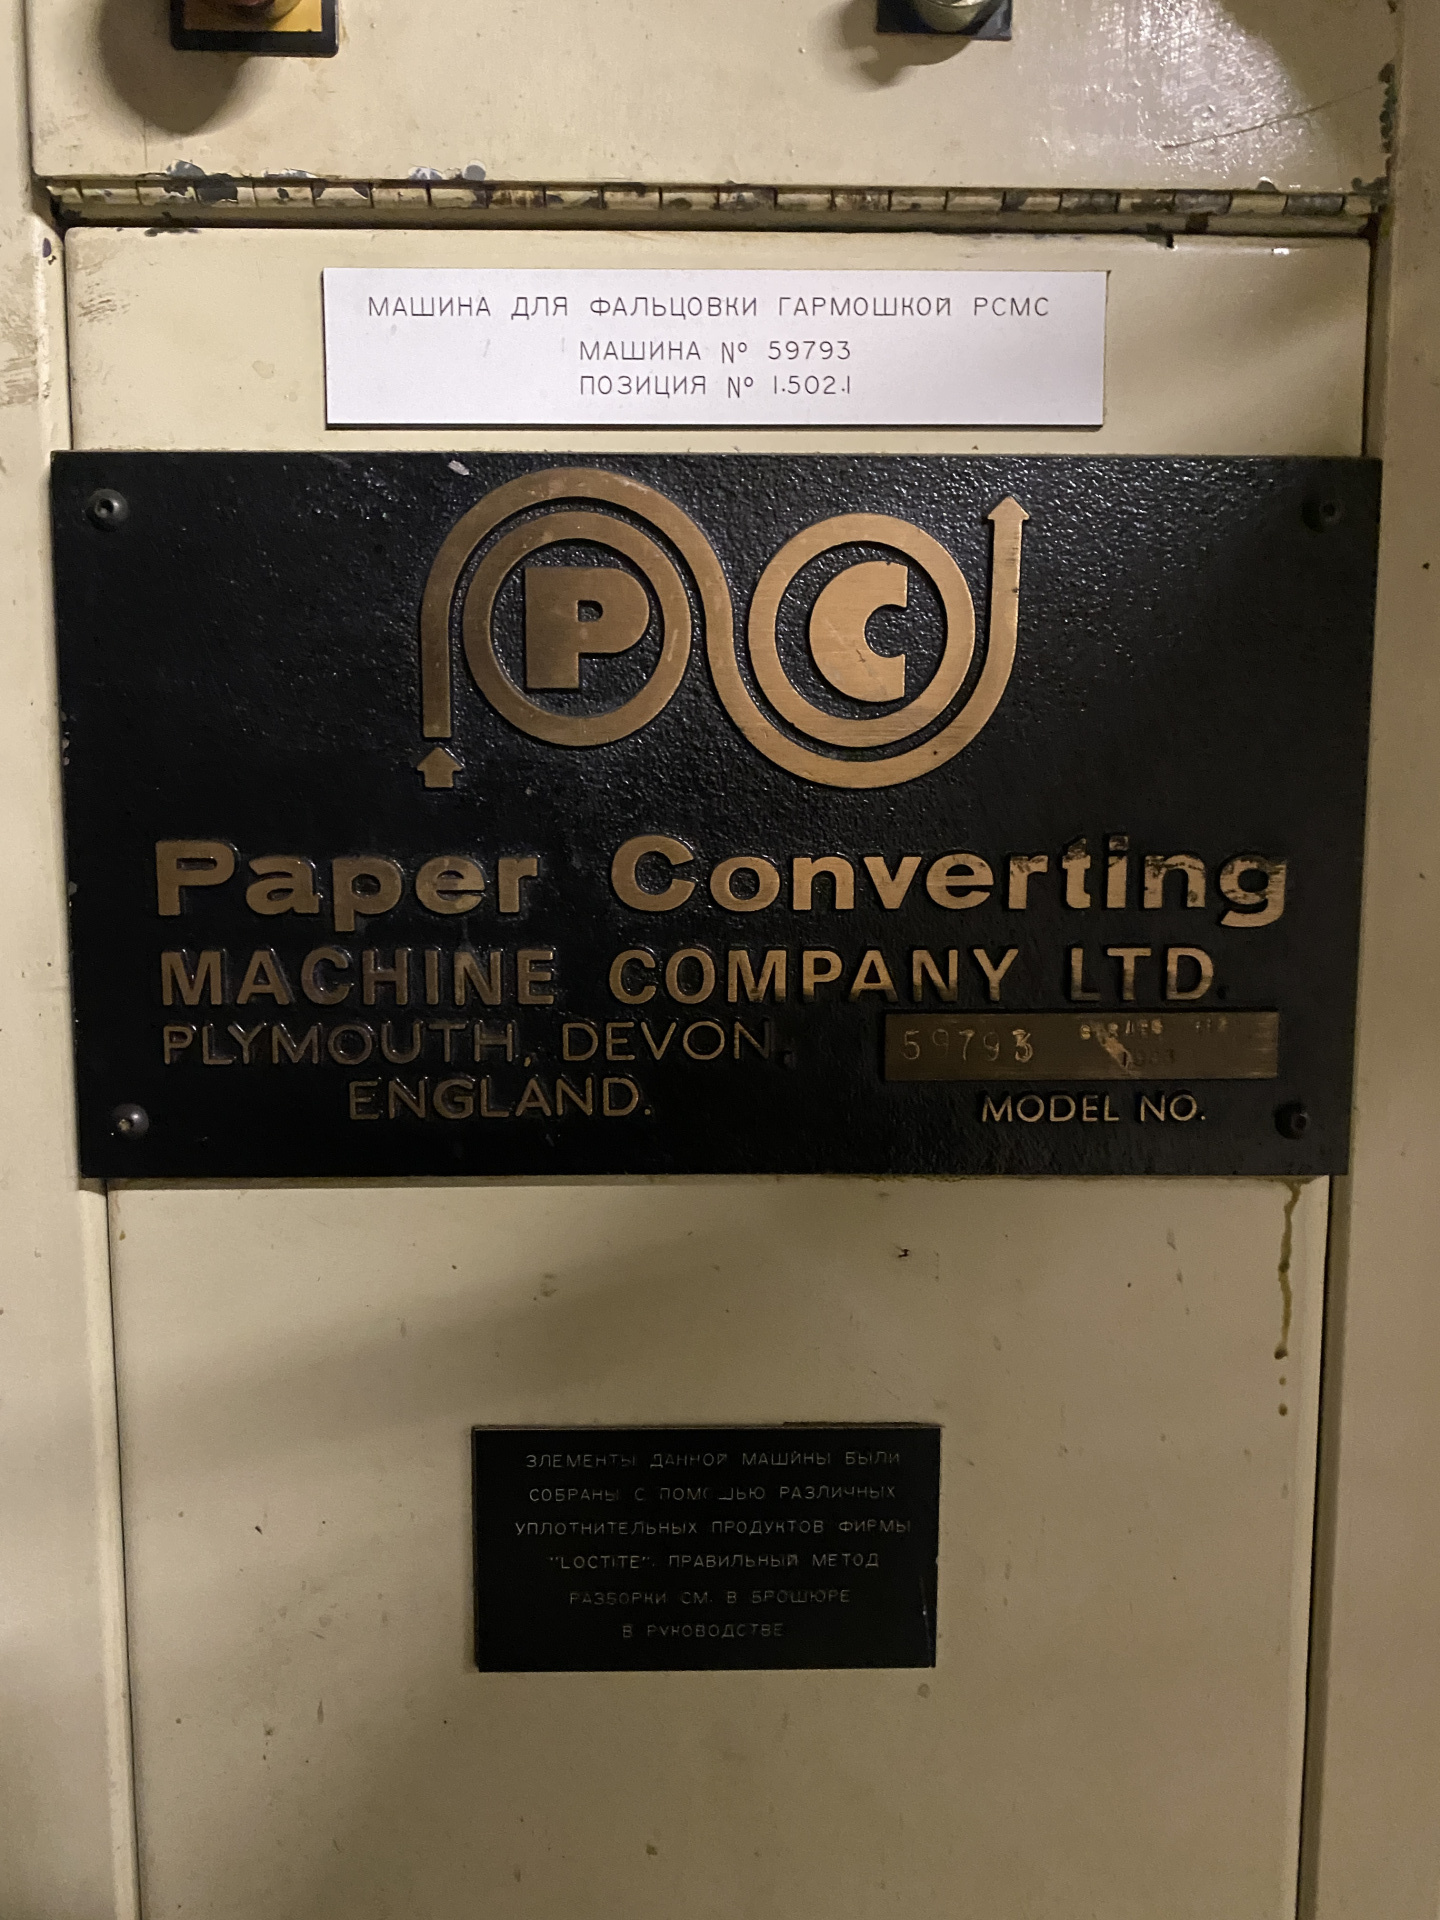 МАШИНА ДЛЯ ФАЛЬЦОВКИ ГАРМОШКОЙ PCMC
МАШИНА № 59793
ПОЗИЦИЯ № 1.502.1
P C
Paper Converting
MACHINE COMPANY LTD.
PLYMOUTH, DEVON.
59793
ENGLAND.
MODEL NO.
ЭЛЕМЕНТЫ ДАННОЙ МАШИНЫ БЫЛИ
СОБРАНЫ С ПОМОЩЬЮ РАЗЛИЧНЫХ
УПЛОТНИТЕЛЬНЫХ ПРОДУКТОВ ФИРМЫ
"LOCTITE". ПРАВИЛЬНЫЙ МЕТОД
РАЗБОРКИ СМ. В БРОШЮРЕ
В РУКОВОДСТВЕ